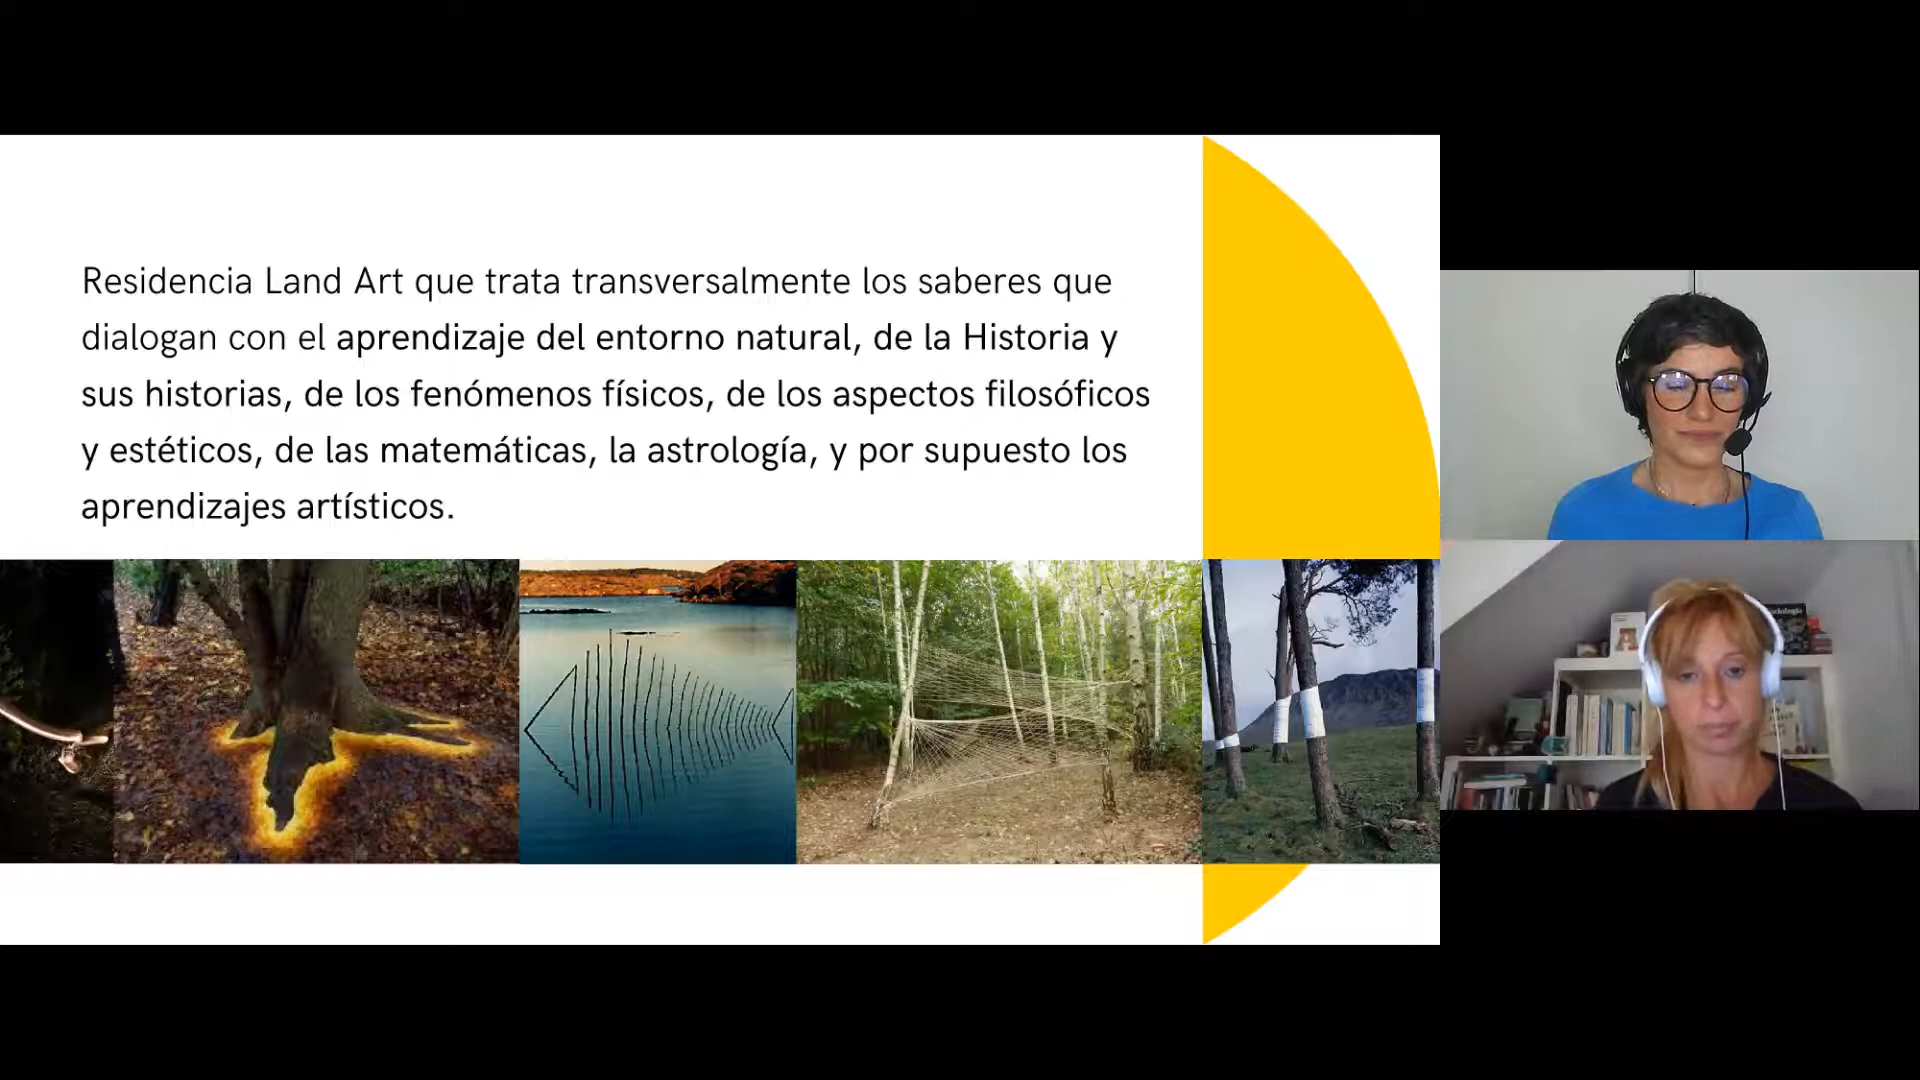 Residencia Land Art que trata transversalmente los saberes que
dialogan con el aprendizaje del entorno natural, de la Historia y
sus historias, de los fenómenos físicos, de los aspectos filosóficos
y estéticos, de las matemáticas, la astrología, y por supuesto los
aprendizajes artísticos.